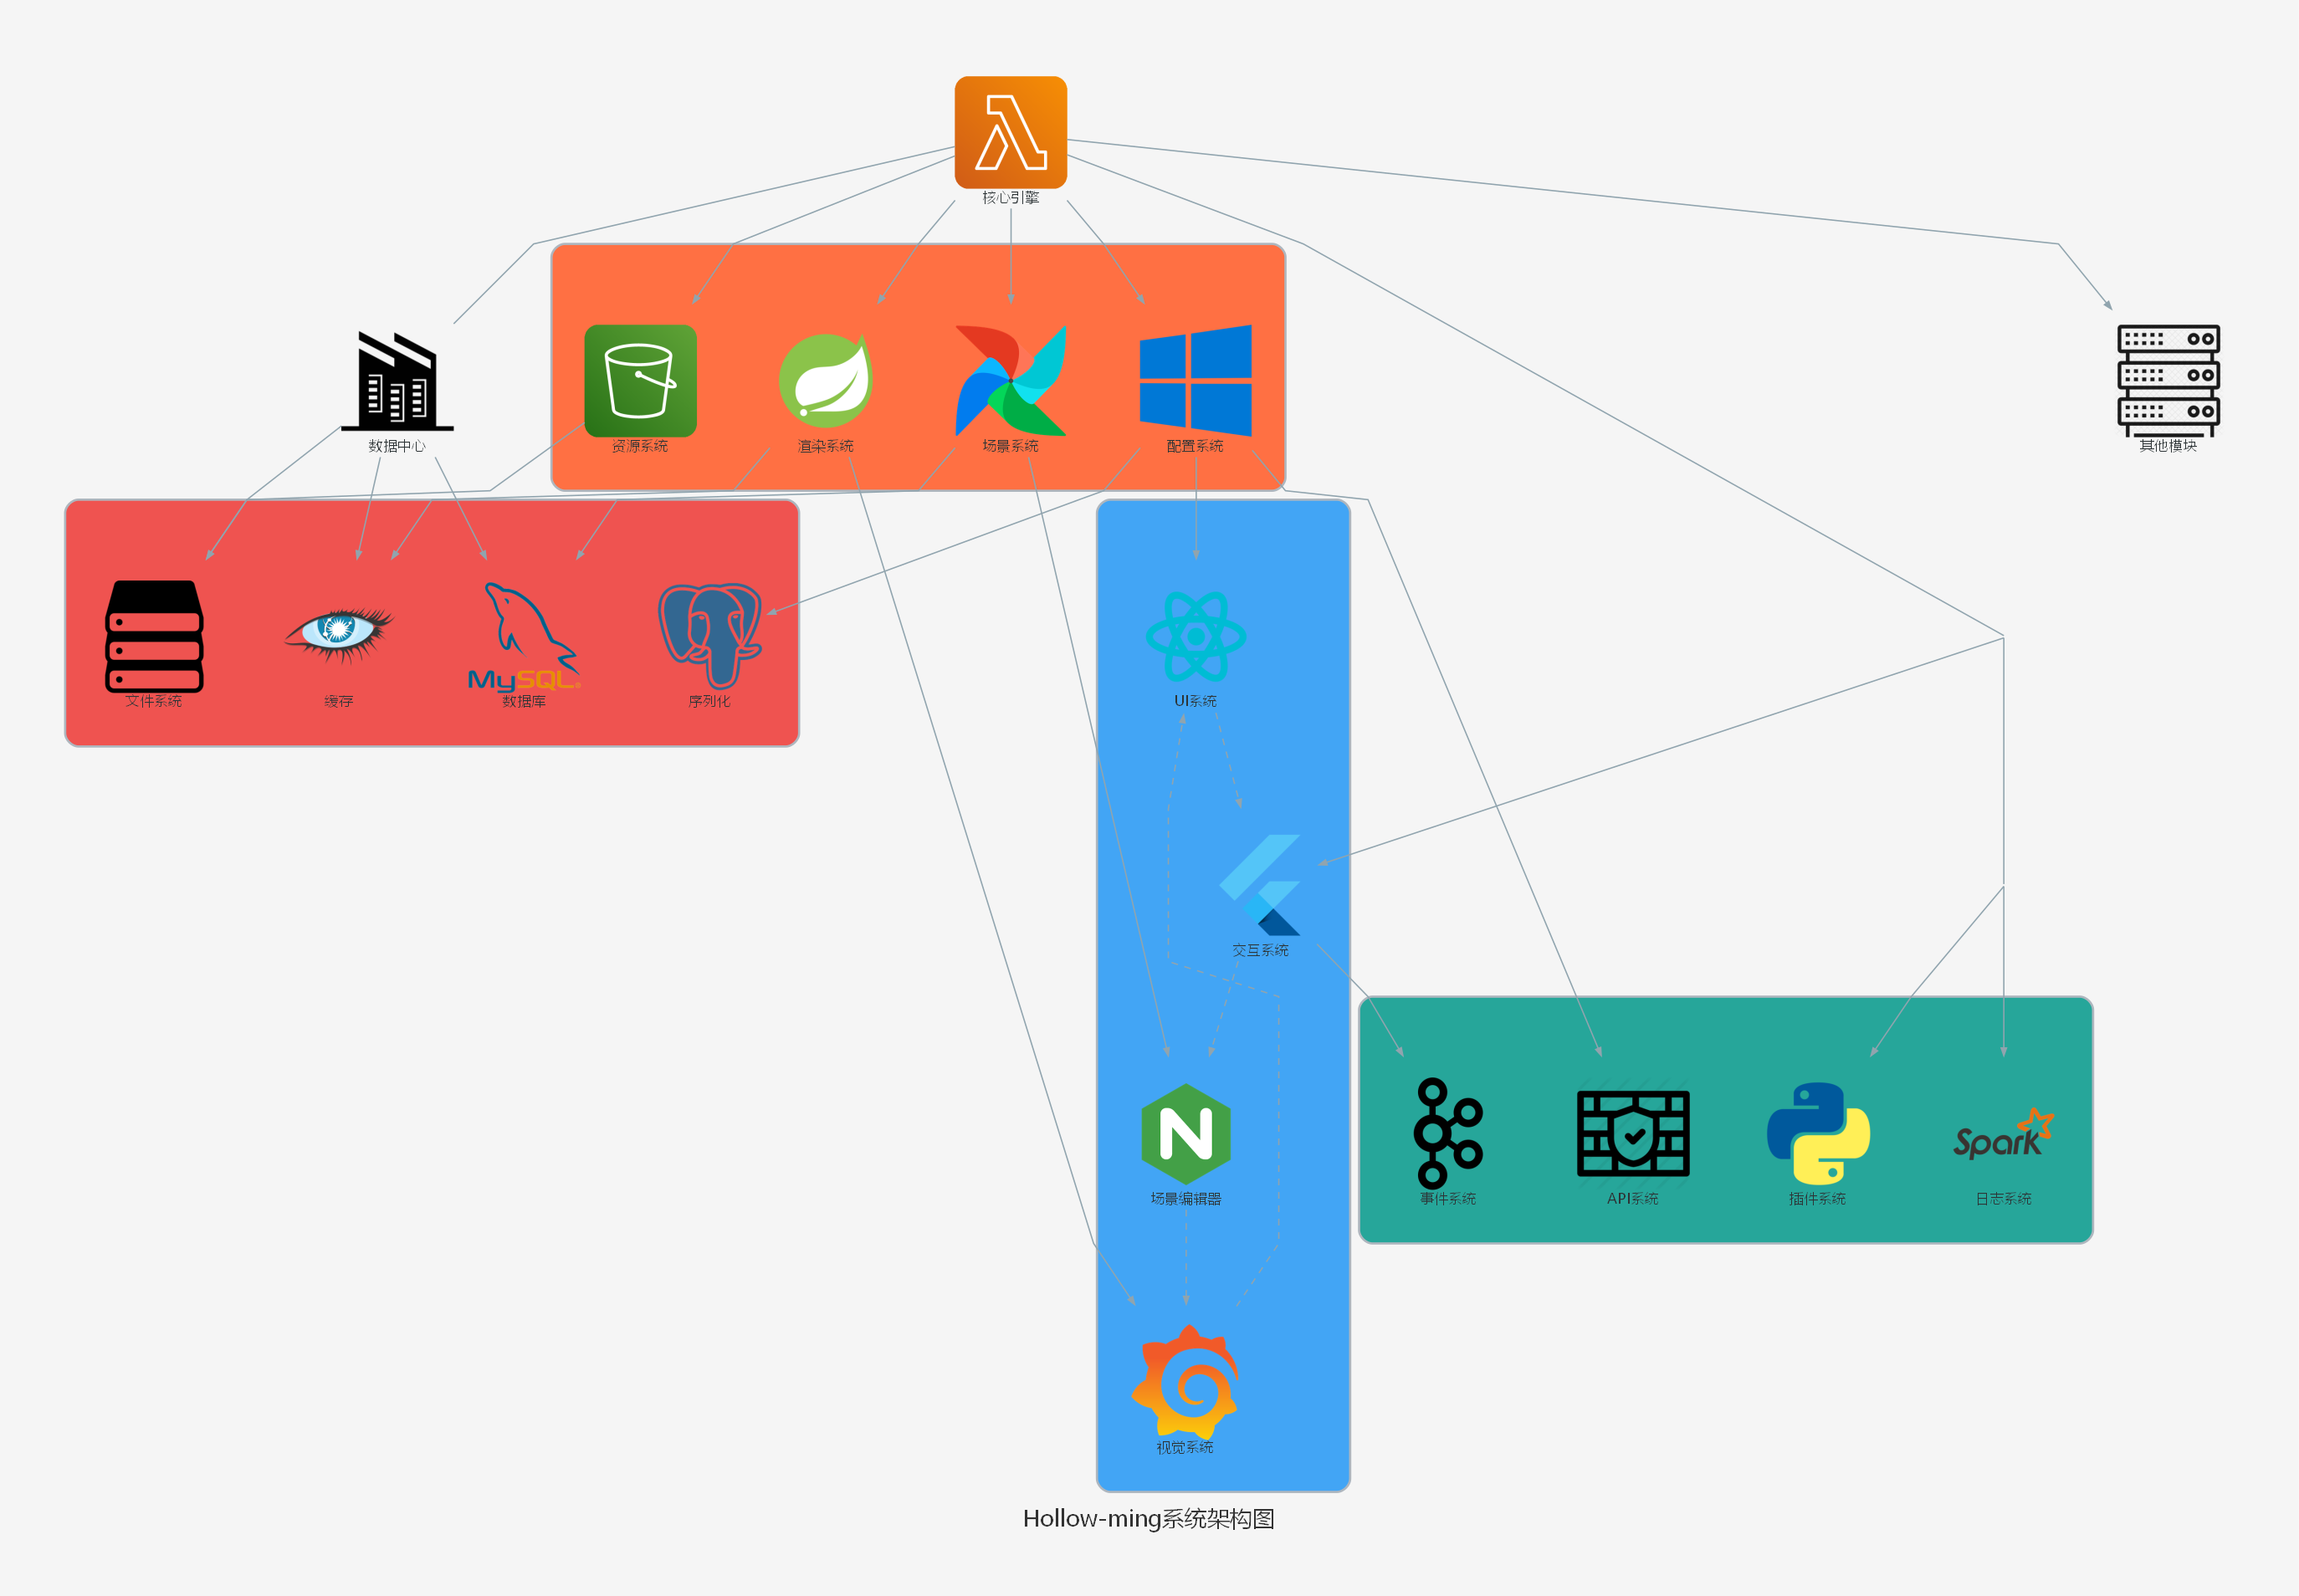 核心引擎
数据中心
资源系统
渲染系统
场景系统
配置系统
其他模块
文件系统
缓存
MySQL
数据库
序列化
UI系统
交互系统
场景编辑器
事件系统
API系统
插件系统
Spark
日志系统
视觉系统
Hollow-ming系统架构图